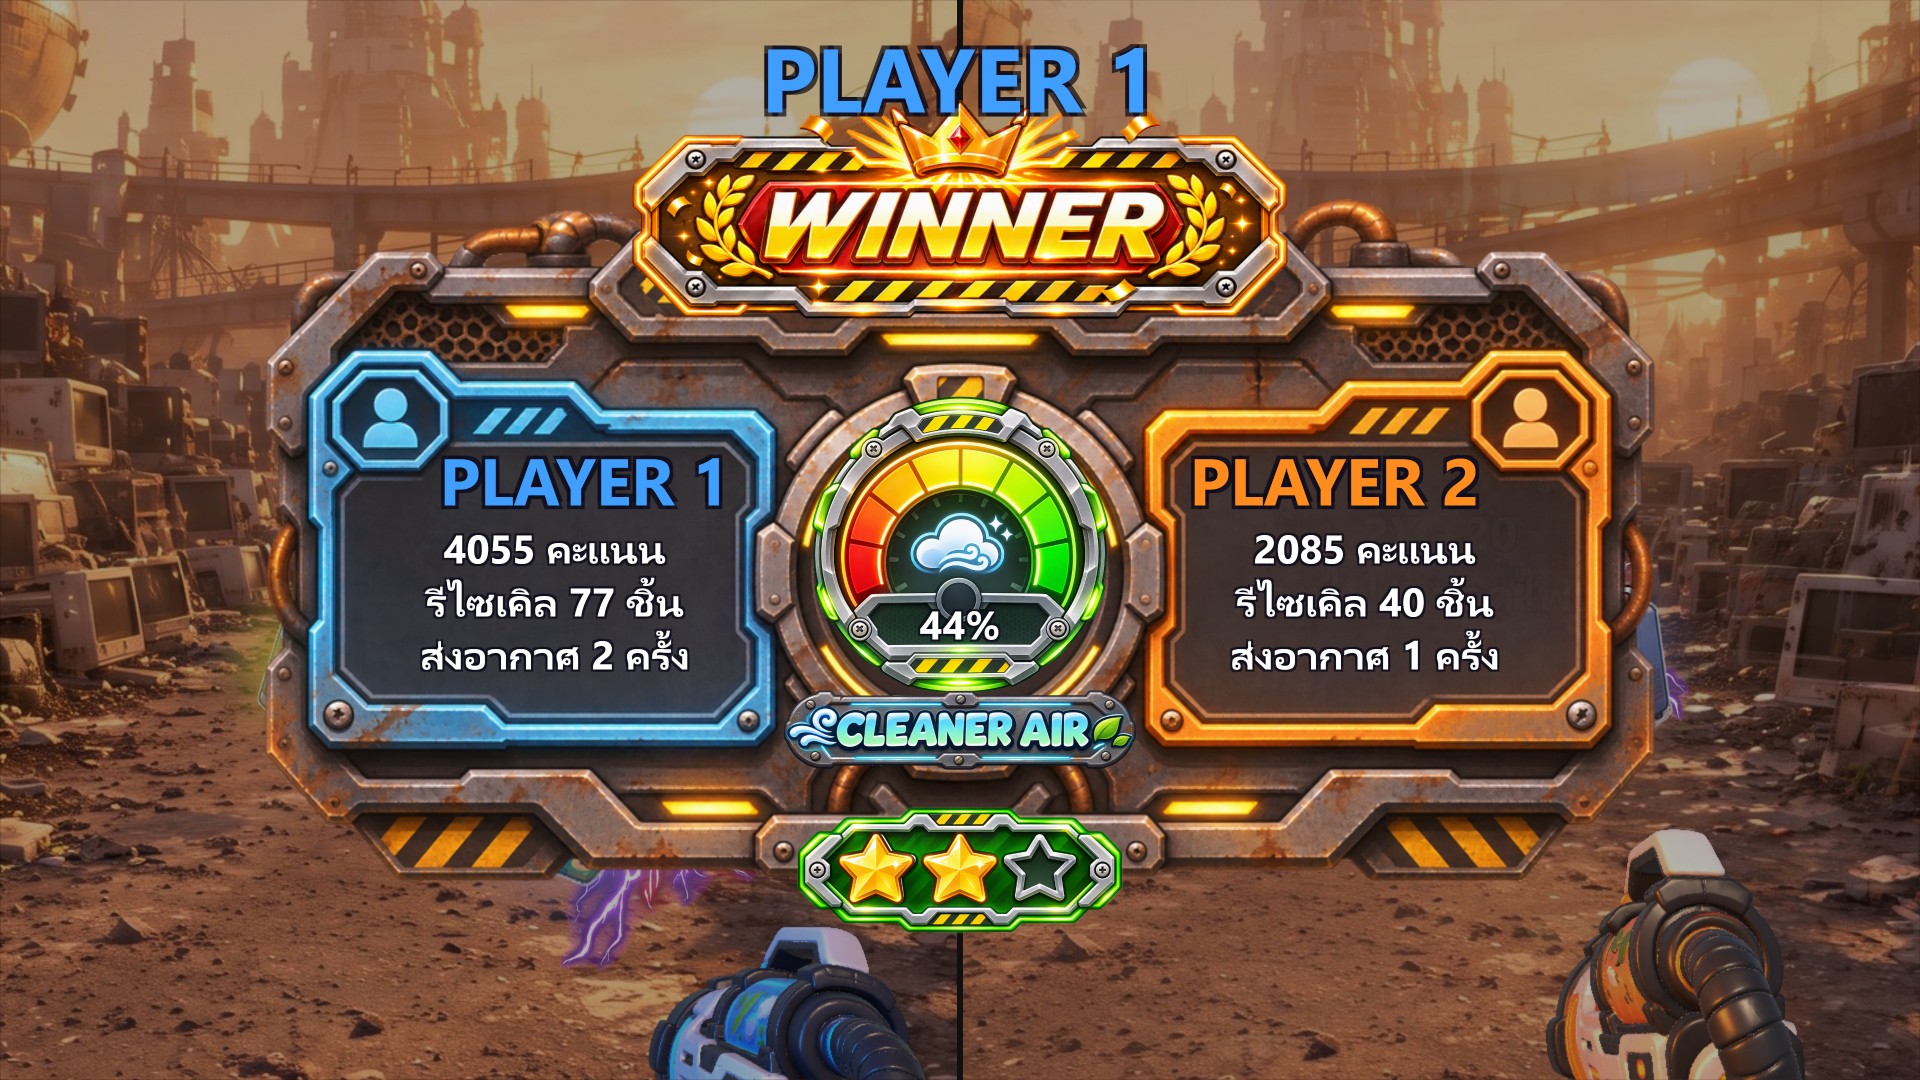 PLAYER 1
WINNER
PLAYER 1
4055 คะแนน
รีไซเคิล 77 ชิ้น
ส่งอากาศ 2 ครั้ง
44%
CLEANER AIR
PLAYER 2
2085 คะแนน
รีไซเคิล 40 ชิ้น
ส่งอากาศ 1 ครั้ง